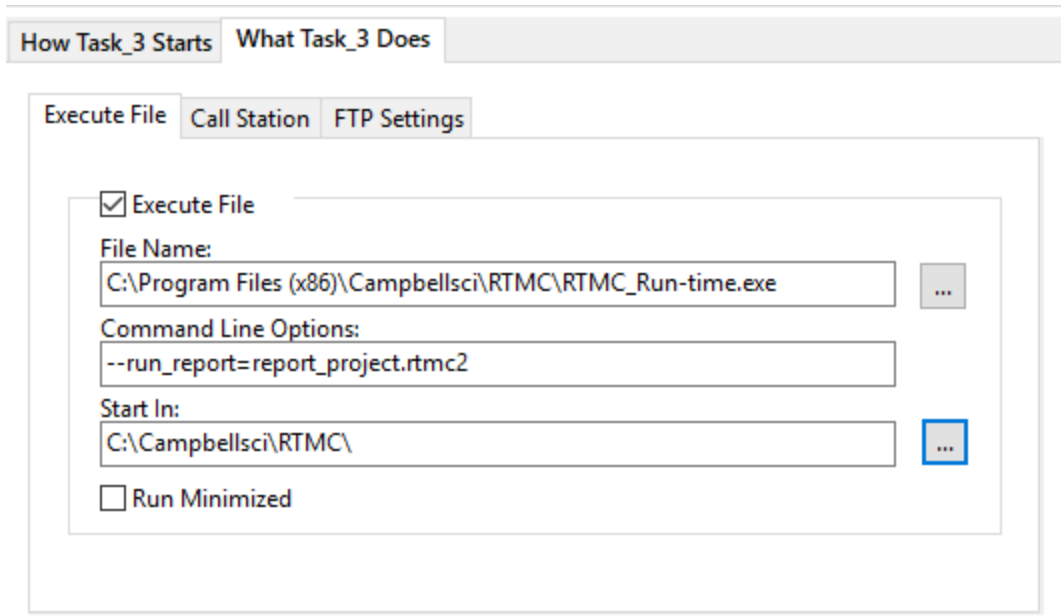 How Task_3 Starts What Task_3 Does
Execute File Call Station FTP Settings
Execute File
File Name:
C:\Program Files (x86)\Campbellsci\RTMC\RTMC_Run-time.exe
...
Command Line Options:
--run_report=report_project.rtmc2
Start In:
C:\Campbellsci\RTMC\
...
Run Minimized